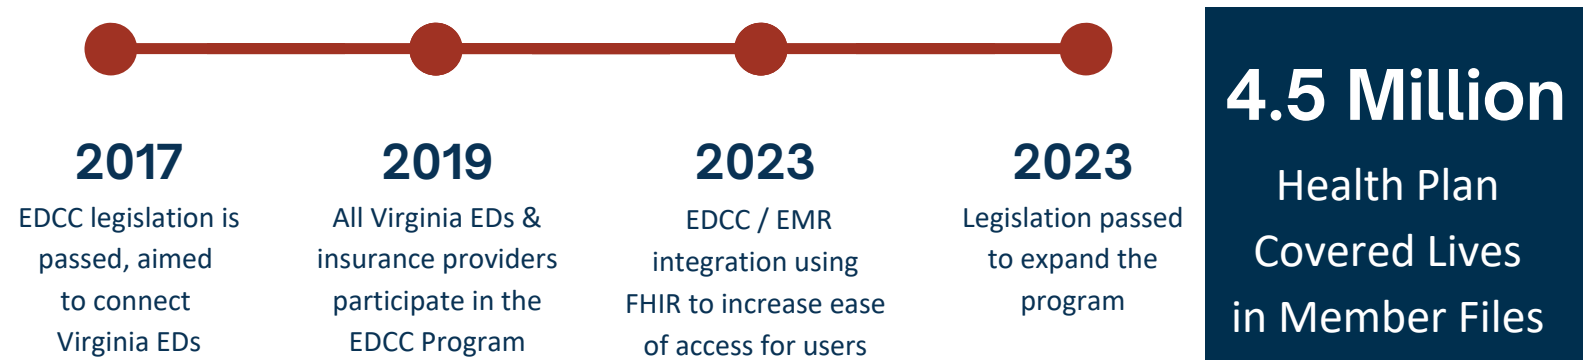 2017
EDCC legislation is
passed, aimed
to connect
Virginia EDs
2019
All Virginia EDs &
insurance providers
participate in the
EDCC Program
2023
EDCC / EMR
integration using
FHIR to increase ease
of access for users
2023
Legislation passed
to expand the
program
4.5 Million
Health Plan
Covered Lives
in Member Files